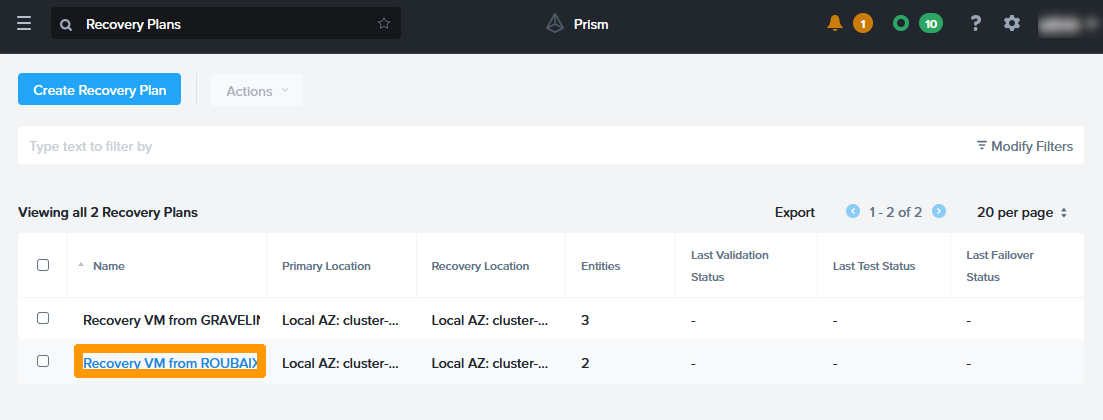 Recovery Plans
Prism
1
10
?
Create Recovery Plan
Actions
Type text to filter by
Modify Filters
Viewing all 2 Recovery Plans
Export
1 - 2 of 2
20 per page
Name
Primary Location
Recovery Location
Entities
Last Validation
Status
Last Test Status
Last Failover
Status
Recovery VM from GRAVELIN
Local AZ: cluster-...
Local AZ: cluster-...
3
-
-
-
Recovery VM from ROUBAIX
Local AZ: cluster-...
Local AZ: cluster-...
2
-
-
-